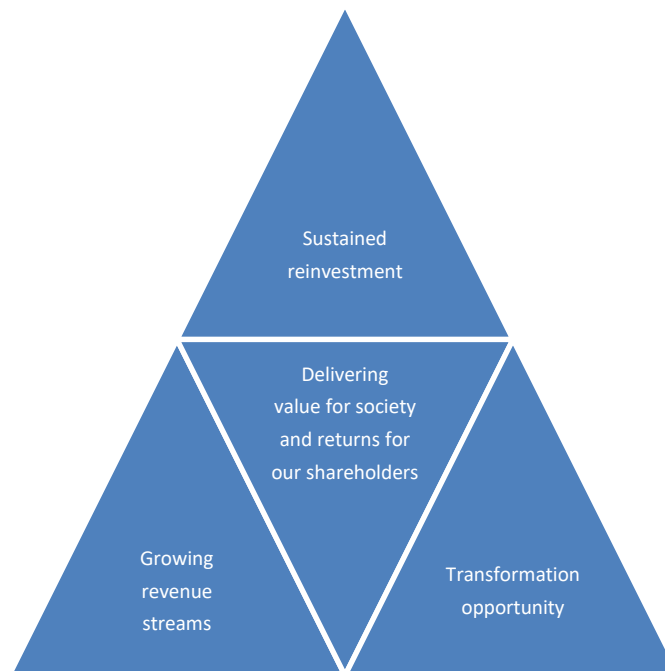 Sustained
reinvestment
Delivering
value for society
and returns for
our shareholders
Growing
revenue
streams
Transformation
opportunity